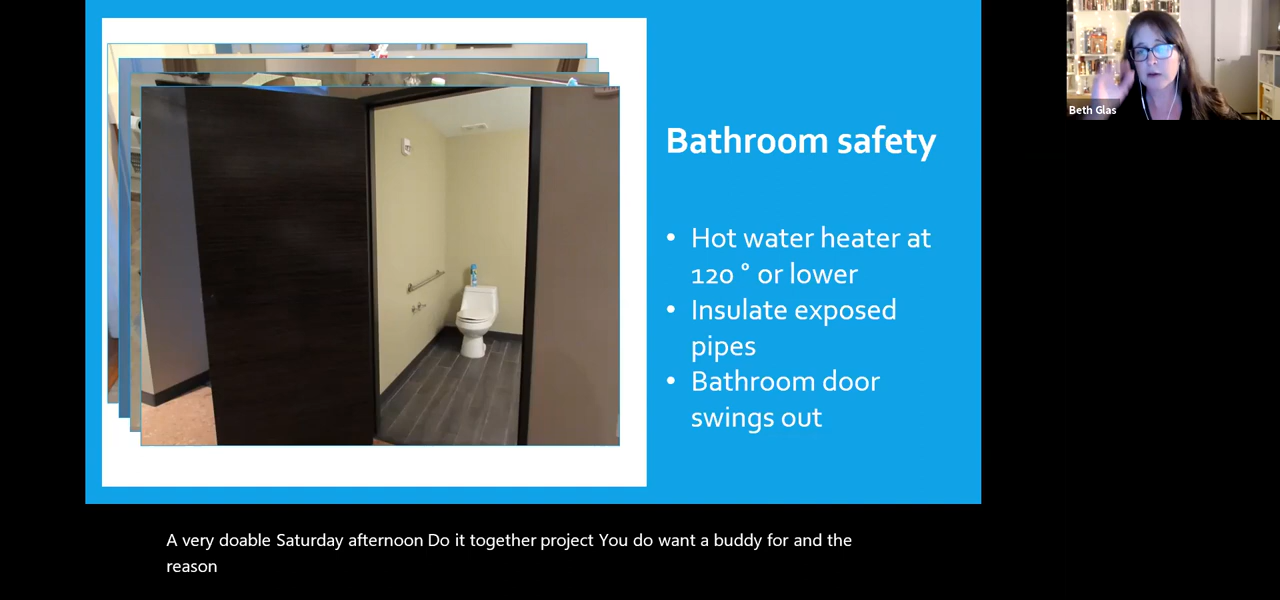 Bathroom safety
• Hot water heater at
120 ° or lower
• Insulate exposed
pipes
• Bathroom door
swings out
Beth Glas
A very doable Saturday afternoon Do it together project You do want a buddy for and the
reason